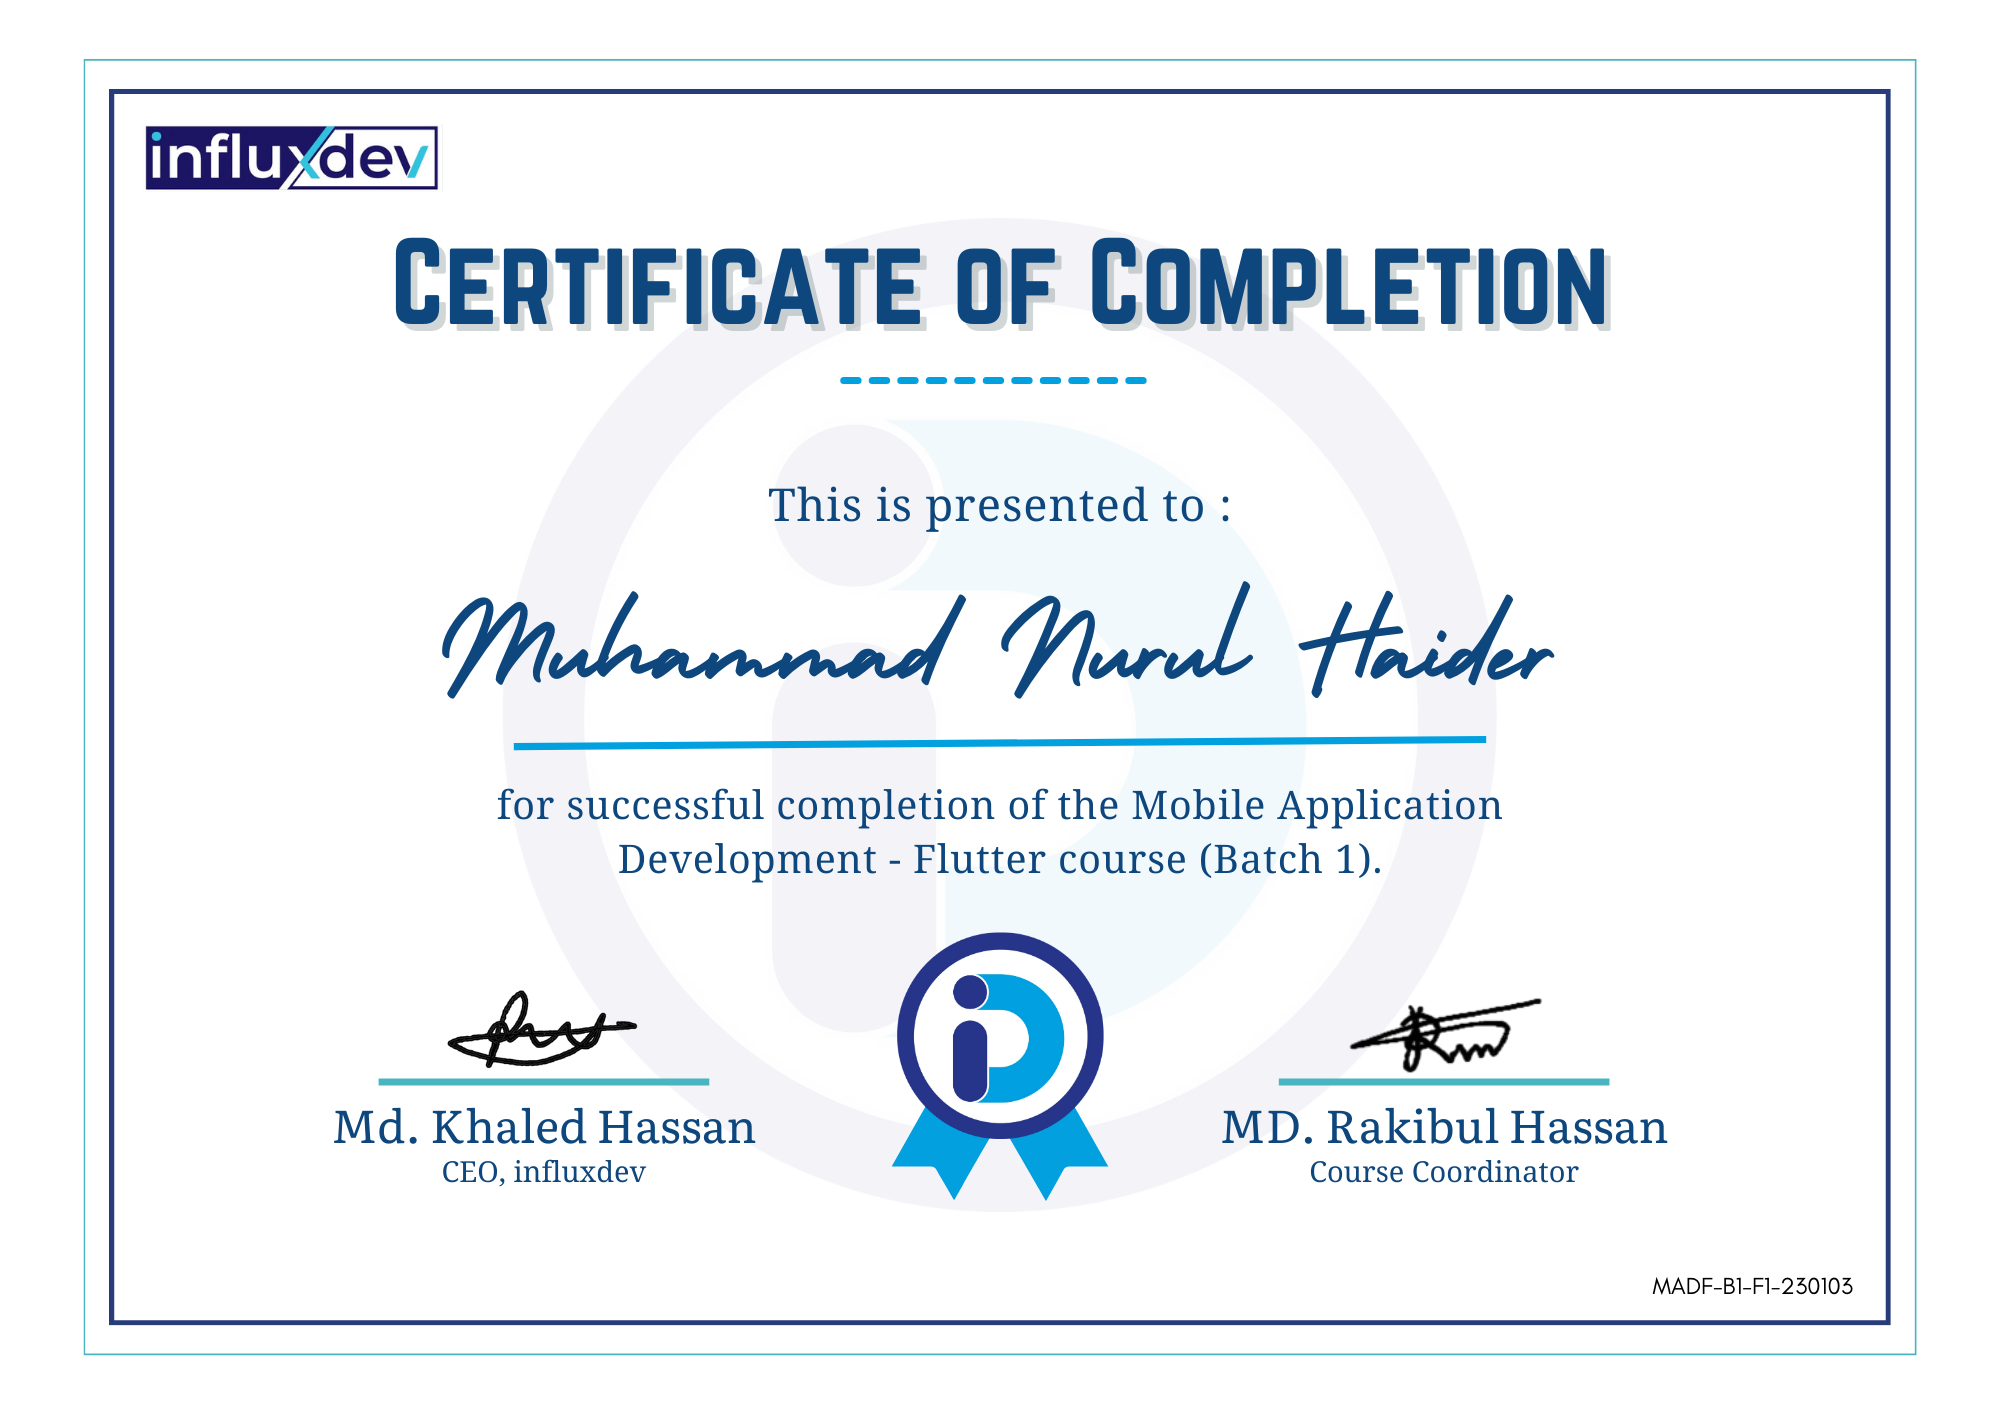 influxdev
Certificate of Completion
This is presented to :
Muhammad Nurul Haider
for successful completion of the Mobile Application
Development - Flutter course (Batch 1).
Md. Khaled Hassan
CEO, influxdev
MD. Rakibul Hassan
Course Coordinator
MADF-B1-F1-230103